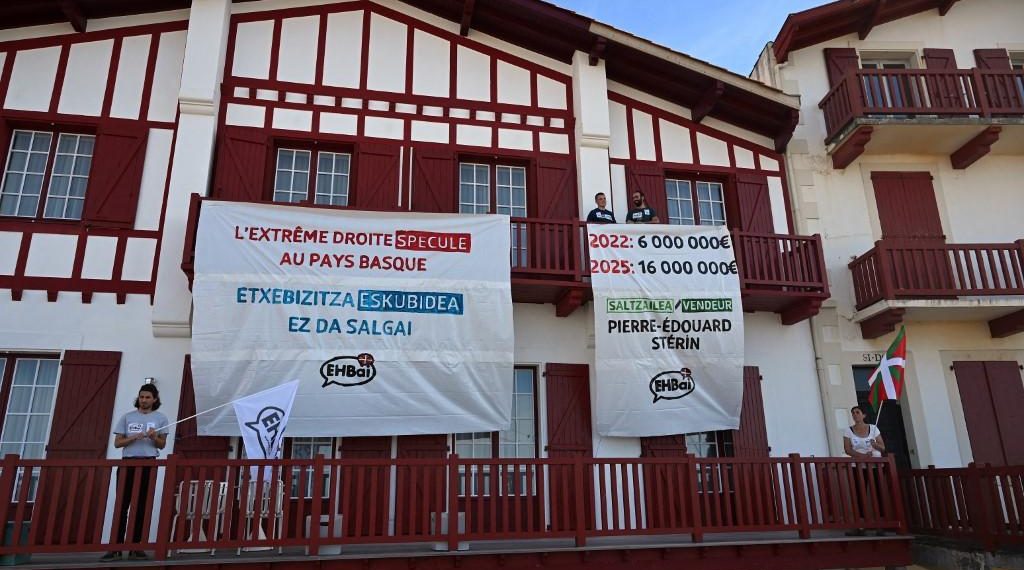 L'EXTRÊME DROITE SPECULE
AU PAYS BASQUE
ETXEBIZITZA ESKUBIDEA
EZ DA SALGAI
EHBai
2022: 6 000 000€
2025: 16 000 000€
SALTZAILEA/VENDEUR
PIERRE-ÉDOUARD
STÉRIN
EHBai